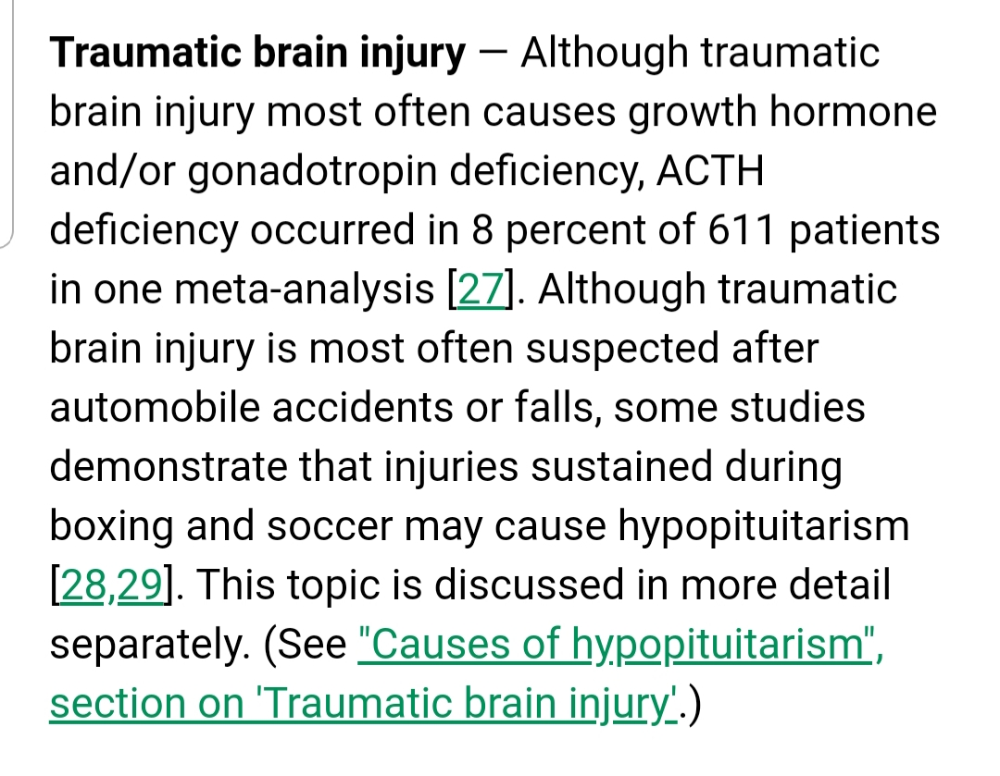 Traumatic brain injury — Although traumatic
brain injury most often causes growth hormone
and/or gonadotropin deficiency, ACTH
deficiency occurred in 8 percent of 611 patients
in one meta-analysis [27]. Although traumatic
brain injury is most often suspected after
automobile accidents or falls, some studies
demonstrate that injuries sustained during
boxing and soccer may cause hypopituitarism
[28,29]. This topic is discussed in more detail
separately. (See "Causes of hypopituitarism",
section on 'Traumatic brain injury'.)